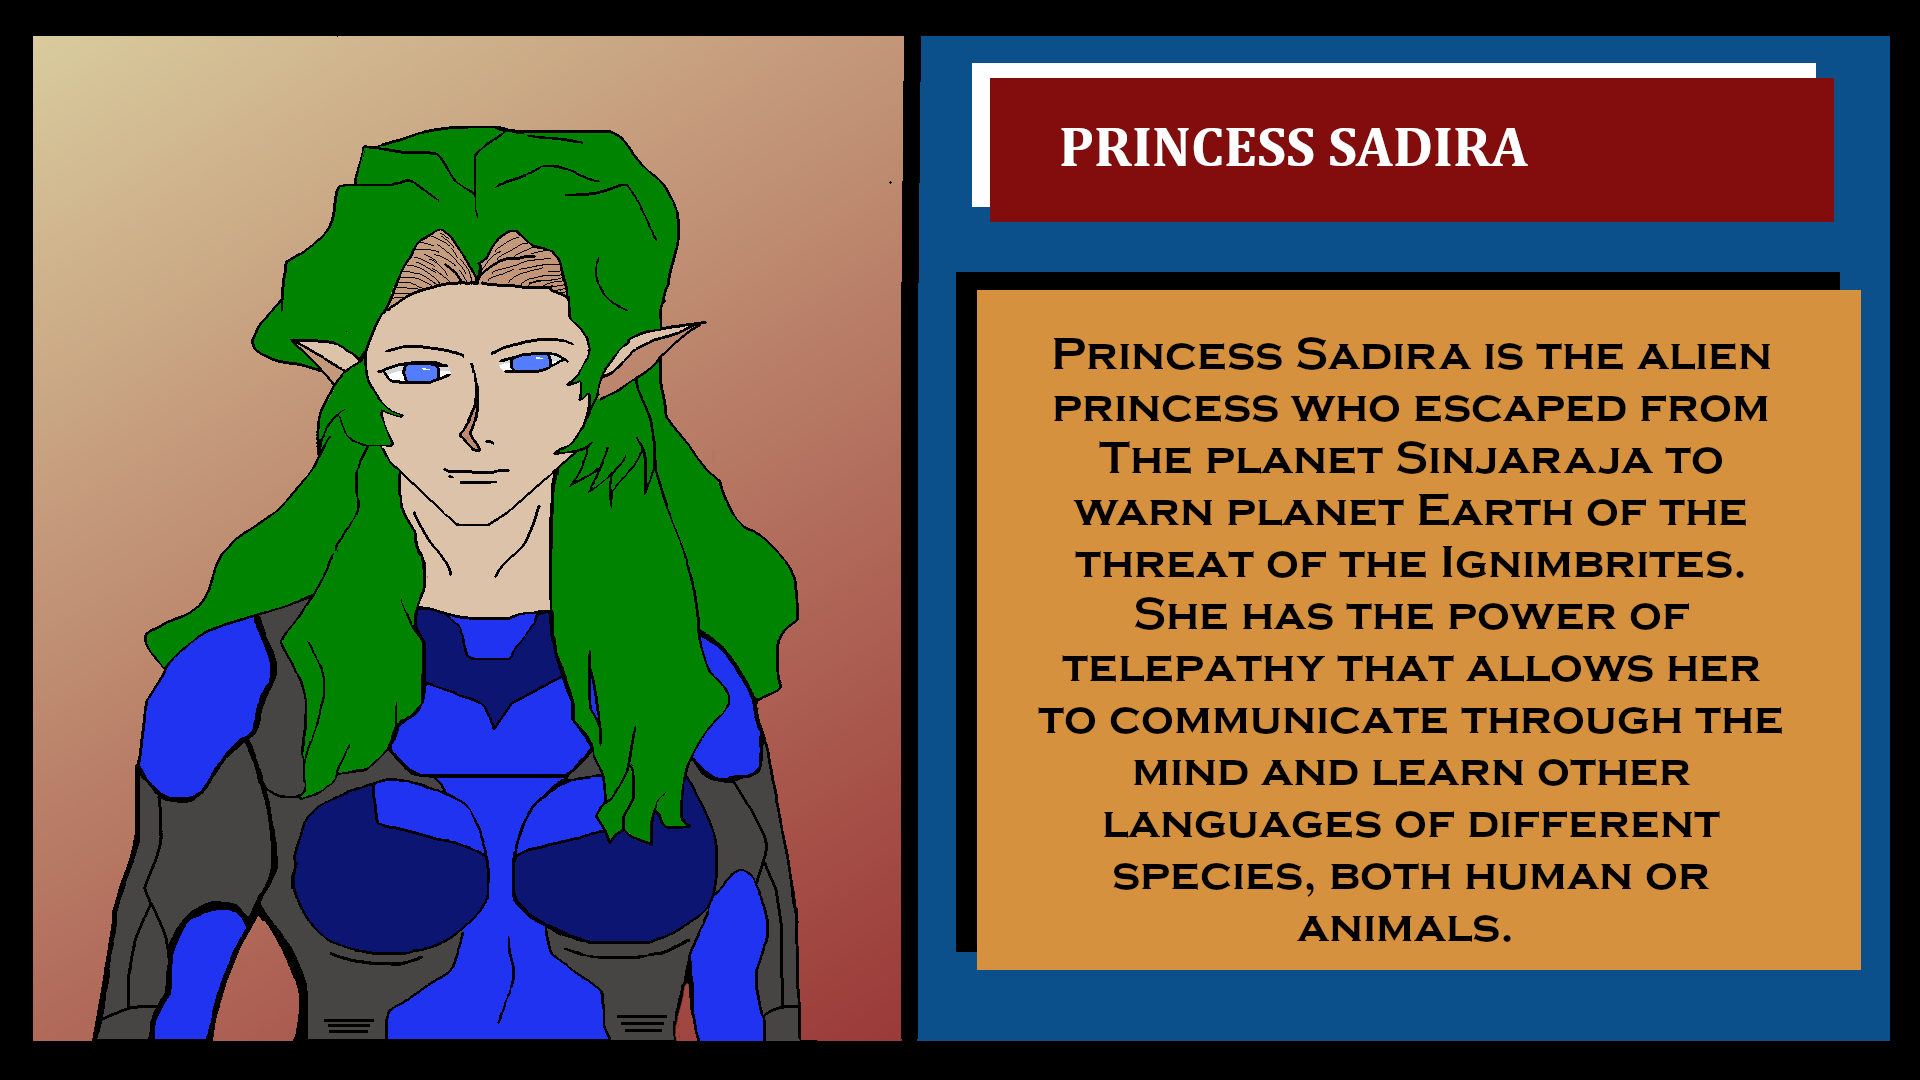 PRINCESS SADIRA
Princess Sadira is the alien
princess who escaped from
The planet Sinjaraja to
warn planet Earth of the
threat of the Ignimbrites.
She has the power of
telepathy that allows her
to communicate through the
mind and learn other
languages of different
species, both human or
animals.